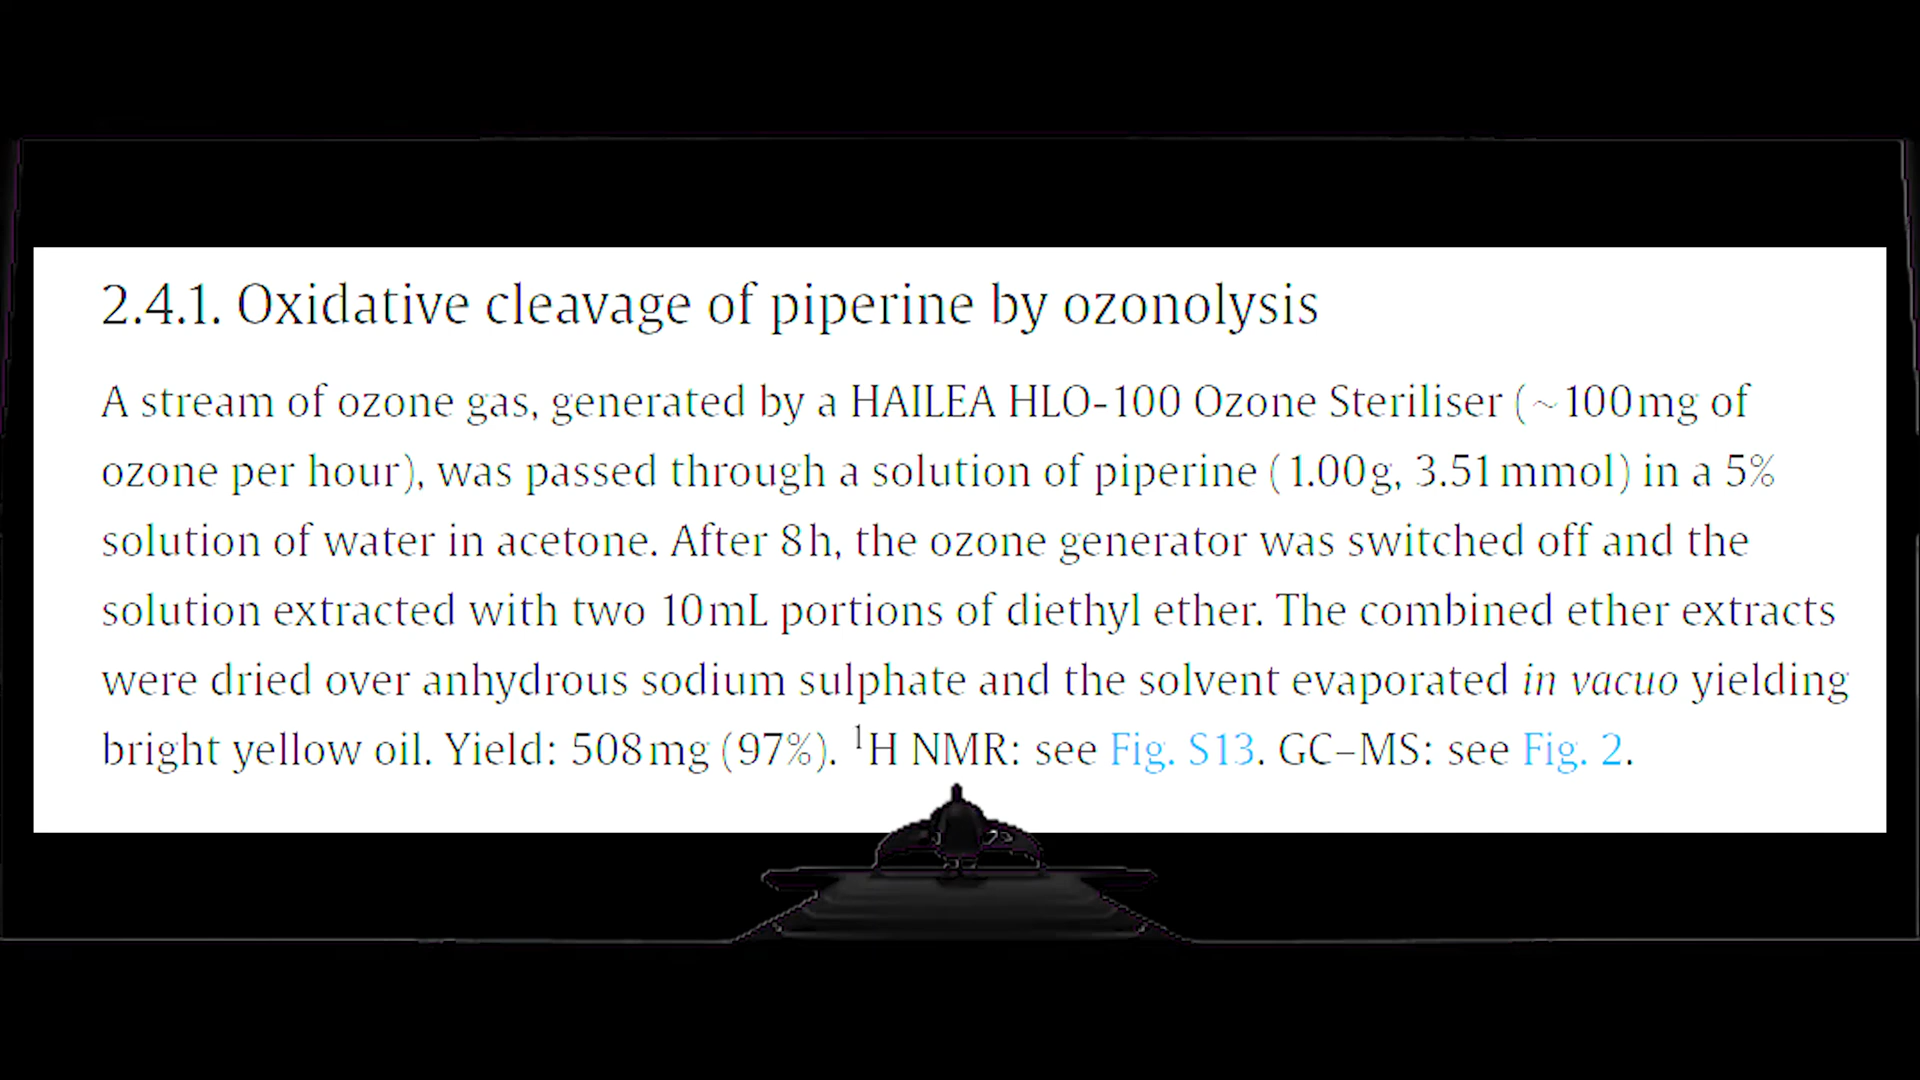 2.4.1. Oxidative cleavage of piperine by ozonolysis
A stream of ozone gas, generated by a HAILEA HLO-100 Ozone Steriliser (~100 mg of
ozone per hour), was passed through a solution of piperine (1.00 g, 3.51 mmol) in a 5%
solution of water in acetone. After 8 h, the ozone generator was switched off and the
solution extracted with two 10 mL portions of diethyl ether. The combined ether extracts
were dried over anhydrous sodium sulphate and the solvent evaporated in vacuo yielding
bright yellow oil. Yield: 508 mg (97%). ¹H NMR: see Fig. S13. GC–MS: see Fig. 2.